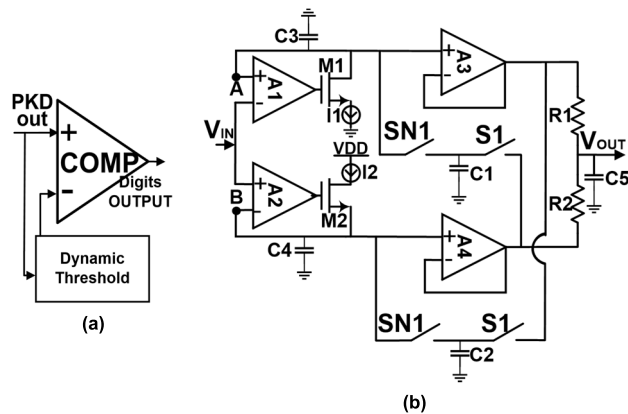 PKD
out
+
-
COMP
Digits
OUTPUT
Dynamic
Threshold
(a)
C3
A
+
-
A1
M1
I1
VIN
VDD
I2
+
-
A2
B
M2
C4
+
-
A3
SN1
S1
C1
R1
VOUT
C5
R2
+
-
A4
SN1
S1
C2
(b)